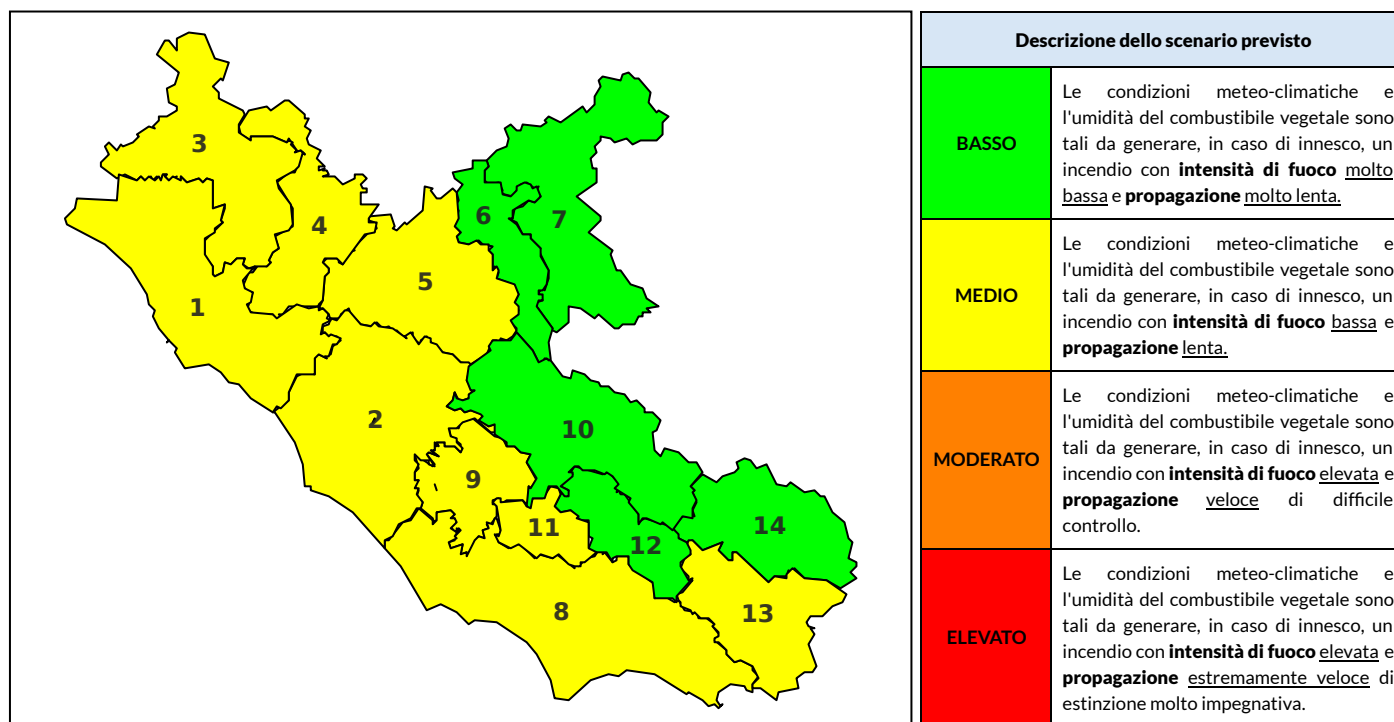 3
4
6
7
5
1
2
10
9
11
12
14
8
13
Descrizione dello scenario previsto
BASSO
Le condizioni meteo-climatiche e
l'umidità del combustibile vegetale sono
tali da generare, in caso di innesco, un
incendio con intensità di fuoco molto
bassa e propagazione molto lenta.
MEDIO
Le condizioni meteo-climatiche e
l'umidità del combustibile vegetale sono
tali da generare, in caso di innesco, un
incendio con intensità di fuoco bassa e
propagazione lenta.
MODERATO
Le condizioni meteo-climatiche e
l'umidità del combustibile vegetale sono
tali da generare, in caso di innesco, un
incendio con intensità di fuoco elevata e
propagazione veloce di difficile
controllo.
ELEVATO
Le condizioni meteo-climatiche e
l'umidità del combustibile vegetale sono
tali da generare, in caso di innesco, un
incendio con intensità di fuoco elevata e
propagazione estremamente veloce di
estinzione molto impegnativa.